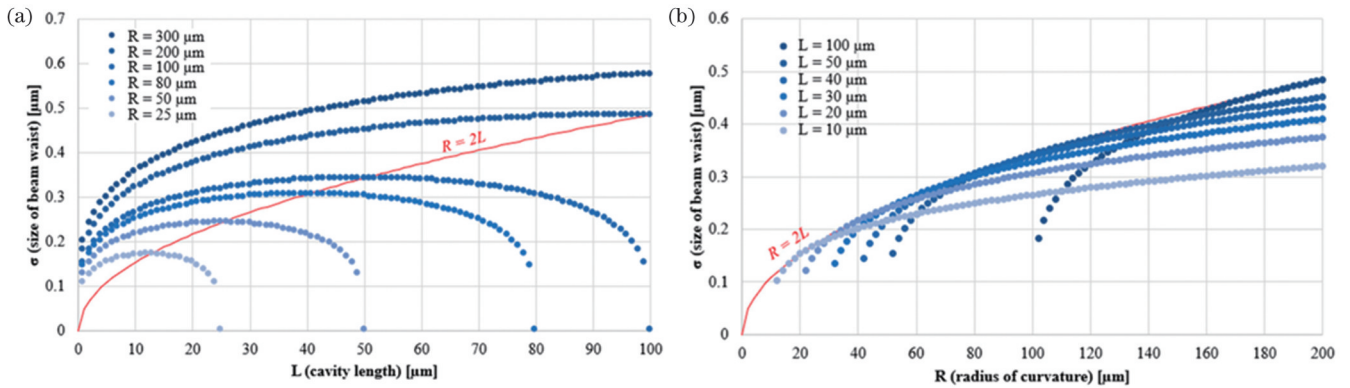 (a)
0.7
0.6
0.5
0.4
0.3
0.2
0.1
0
σ (size of beam waist) [μm]
R = 300 μm
R = 200 μm
R = 100 μm
R = 80 μm
R = 50 μm
R = 25 μm
R = 2L
0 10 20 30 40 50 60 70 80 90 100
L (cavity length) [μm]
(b)
0.6
0.5
0.4
0.3
0.2
0.1
0
σ (size of beam waist) [μm]
L = 100 μm
L = 50 μm
L = 40 μm
L = 30 μm
L = 20 μm
L = 10 μm
R = 2L
0 20 40 60 80 100 120 140 160 180 200
R (radius of curvature) [μm]